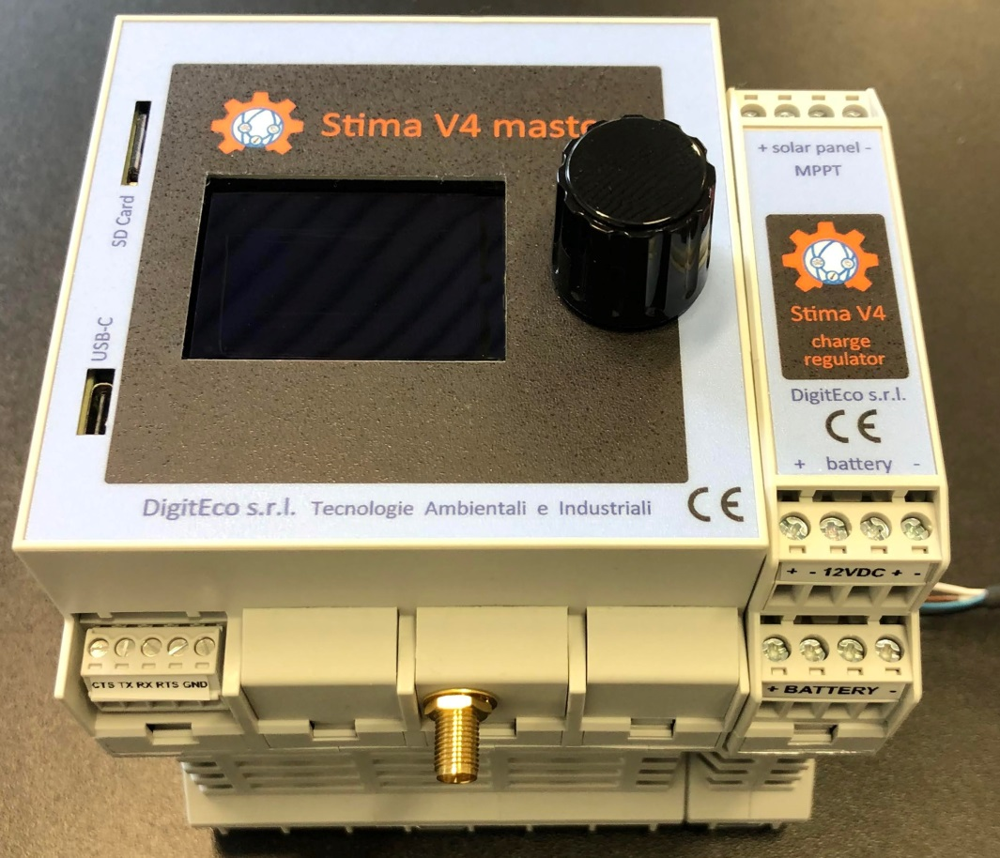 Stima V4 maste
SD Card
USB-C
DigitEco s.r.l. Tecnologie Ambientali e Industriali CE
CTS TX RX RTS GND
+ solar panel -
MPPT
Stima V4
charge
regulator
DigitEco s.r.l.
CE
+ battery -
+ - 12VDC + -
+ BATTERY -